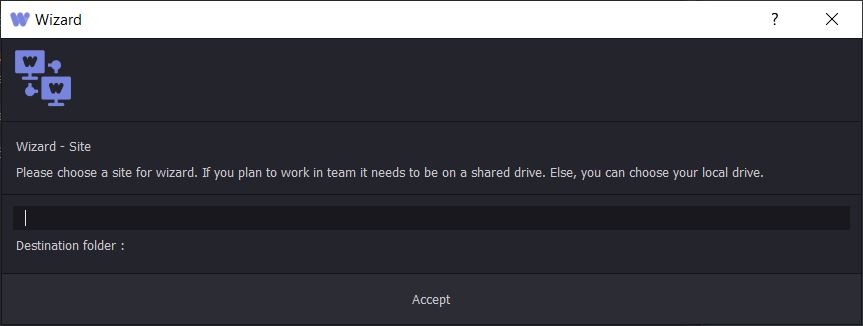 Wizard
?
W
W
Wizard - Site
Please choose a site for wizard. If you plan to work in team it needs to be on a shared drive. Else, you can choose your local drive.
Destination folder :
Accept